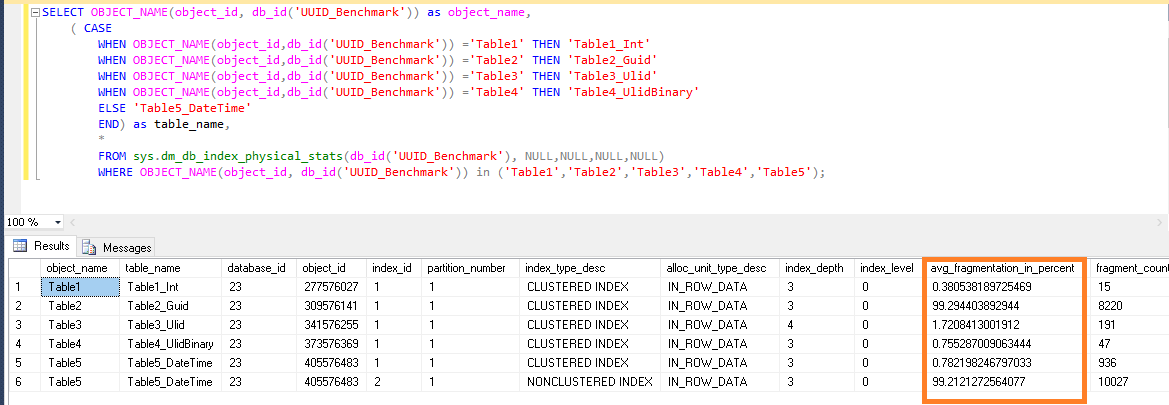 SELECT OBJECT_NAME(object_id, db_id('UUID_Benchmark')) as object_name,
( CASE
WHEN OBJECT_NAME(object_id,db_id('UUID_Benchmark')) ='Table1' THEN 'Table1_Int'
WHEN OBJECT_NAME(object_id,db_id('UUID_Benchmark')) ='Table2' THEN 'Table2_Guid'
WHEN OBJECT_NAME(object_id,db_id('UUID_Benchmark')) ='Table3' THEN 'Table3_Ulid'
WHEN OBJECT_NAME(object_id,db_id('UUID_Benchmark')) ='Table4' THEN 'Table4_UlidBinary'
ELSE 'Table5_DateTime'
END) as table_name,
*
FROM sys.dm_db_index_physical_stats(db_id('UUID_Benchmark'), NULL,NULL,NULL,NULL)
WHERE OBJECT_NAME(object_id, db_id('UUID_Benchmark')) in ('Table1','Table2','Table3','Table4','Table5');
100 %
Results Messages
object_name table_name database_id object_id index_id partition_number index_type_desc alloc_unit_type_desc index_depth index_level avg_fragmentation_in_percent fragment_count
1 Table1 Table1_Int 23 277576027 1 1 CLUSTERED INDEX IN_ROW_DATA 3 0 0.380538189725469 15
2 Table2 Table2_Guid 23 309576141 1 1 CLUSTERED INDEX IN_ROW_DATA 3 0 99.294403892944 8220
3 Table3 Table3_Ulid 23 341576255 1 1 CLUSTERED INDEX IN_ROW_DATA 4 0 1.7208413001912 191
4 Table4 Table4_UlidBinary 23 373576369 1 1 CLUSTERED INDEX IN_ROW_DATA 3 0 0.755287009063444 47
5 Table5 Table5_DateTime 23 405576483 1 1 CLUSTERED INDEX IN_ROW_DATA 3 0 0.782198246797033 936
6 Table5 Table5_DateTime 23 405576483 2 1 NONCLUSTERED INDEX IN_ROW_DATA 3 0 99.2121272564077 10027